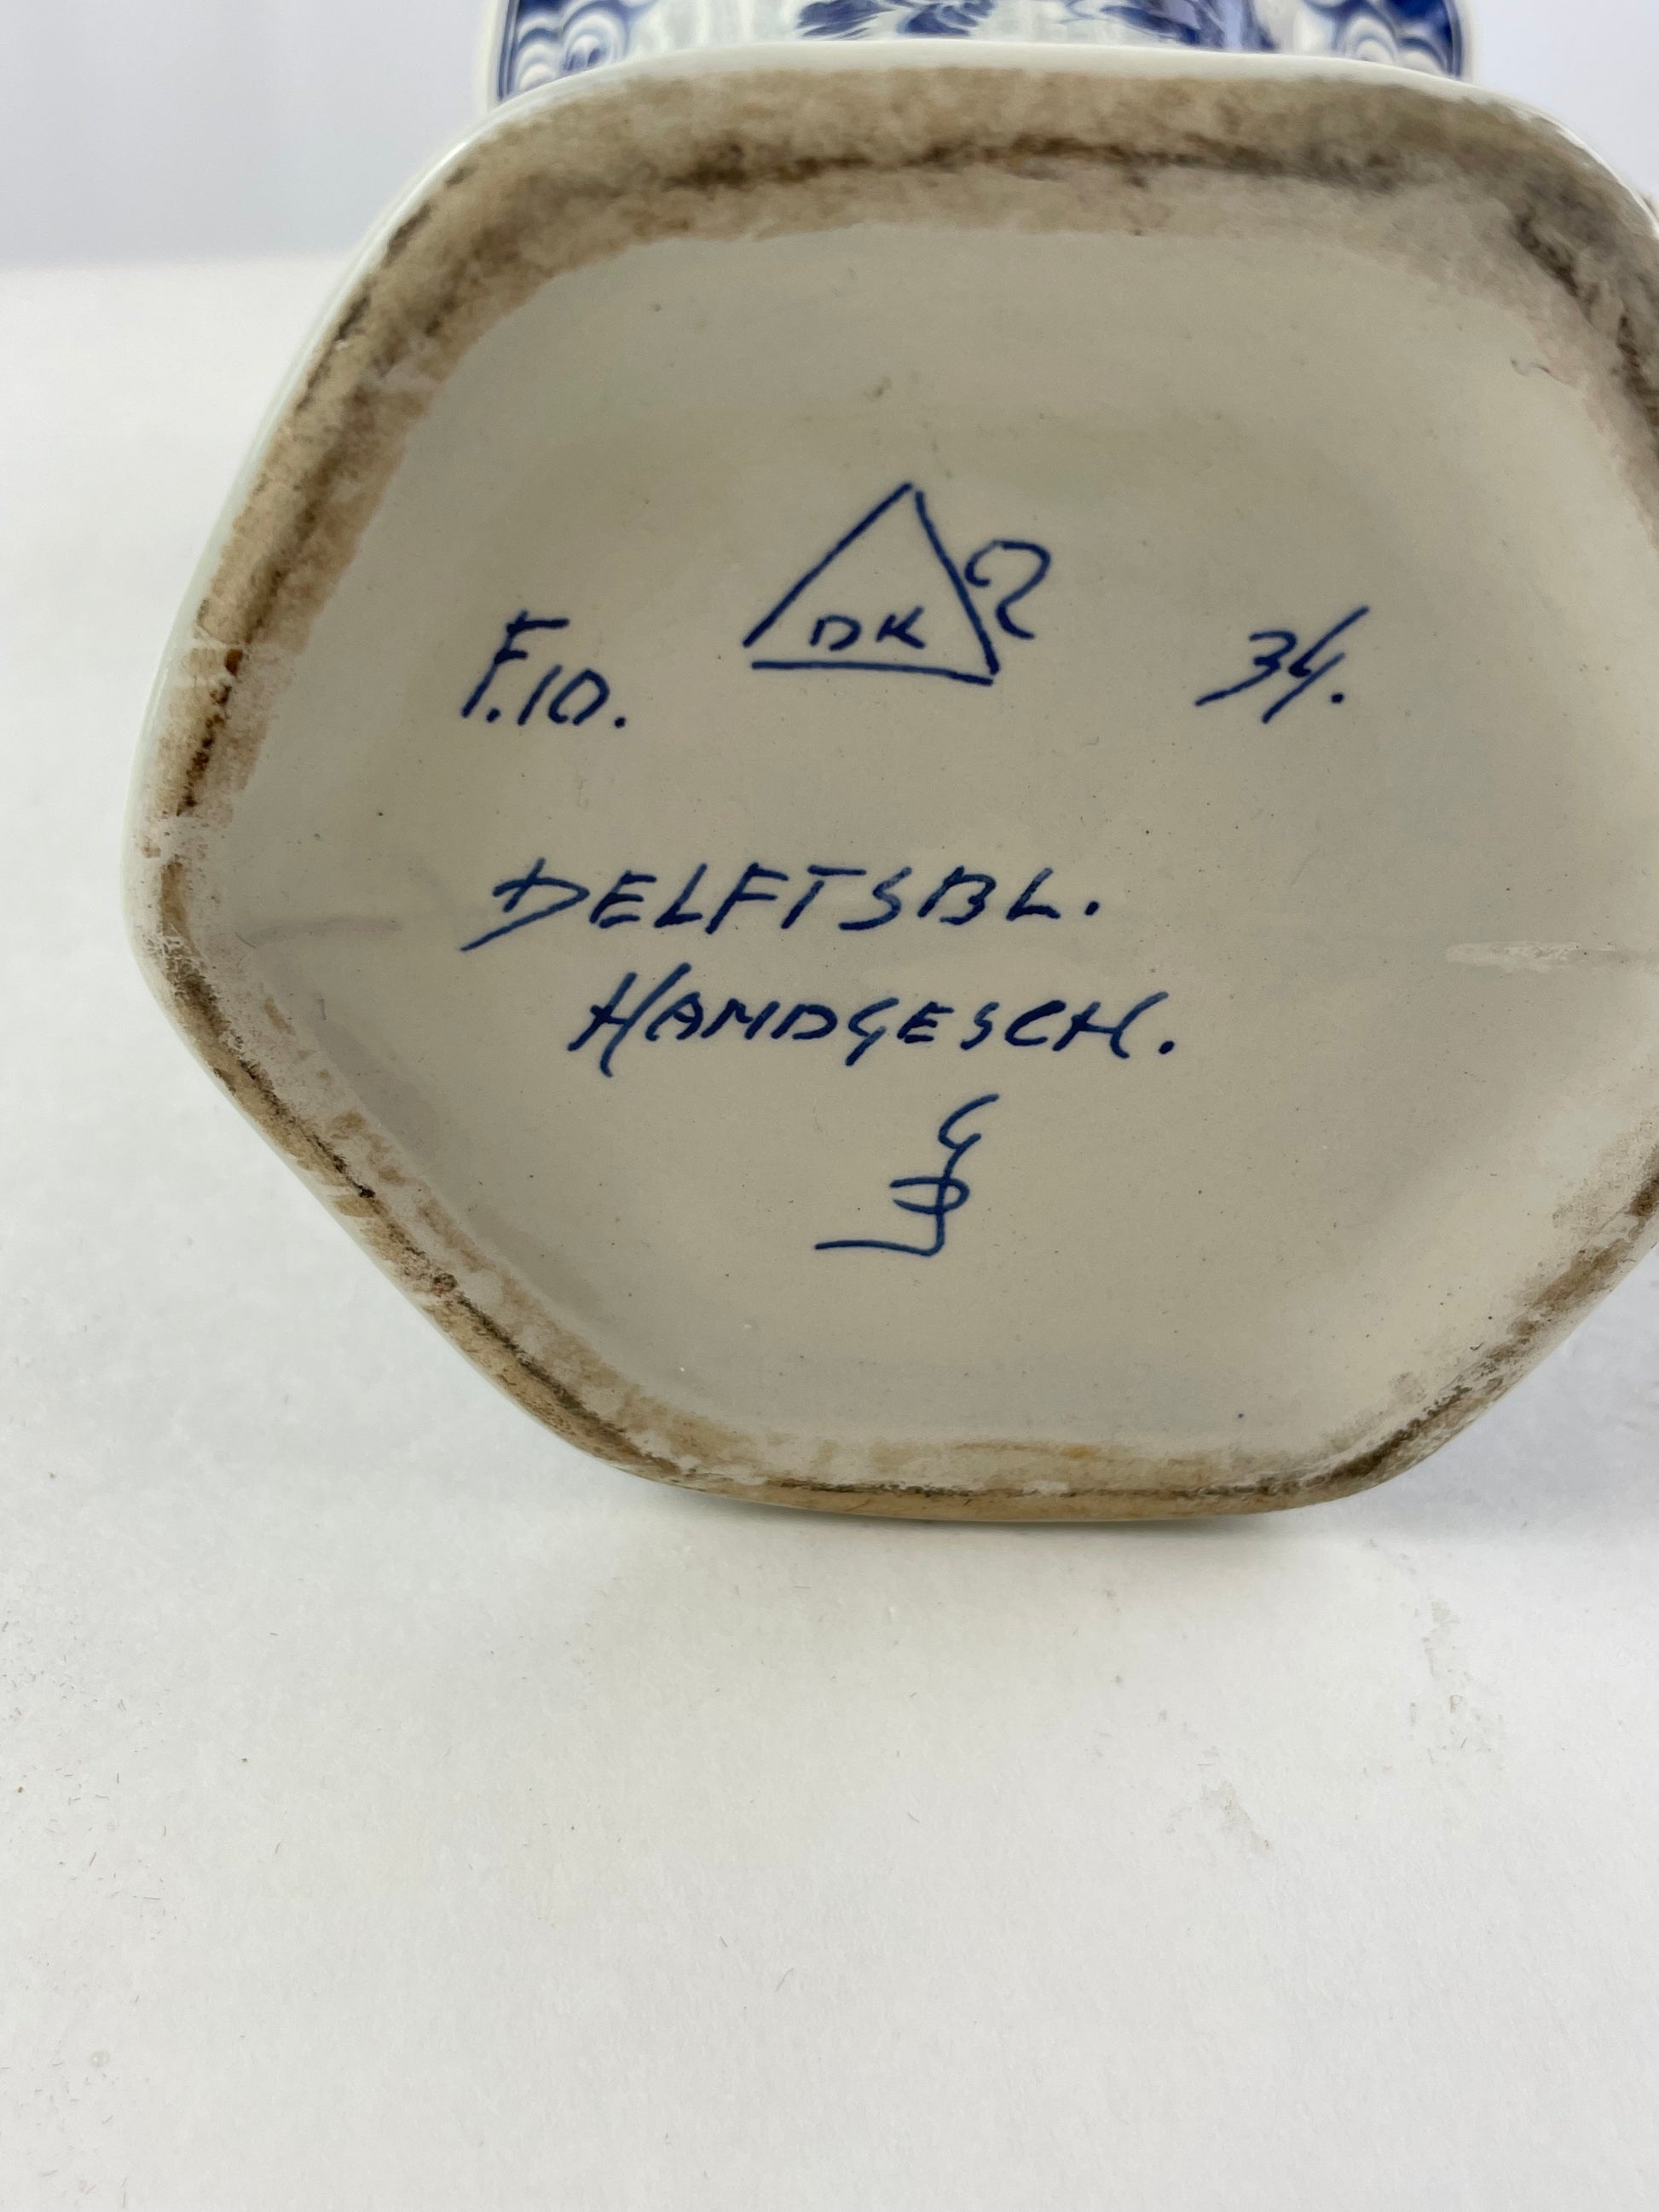 F.10. DK 34.
DELFTSBL.
HANDGESCH.